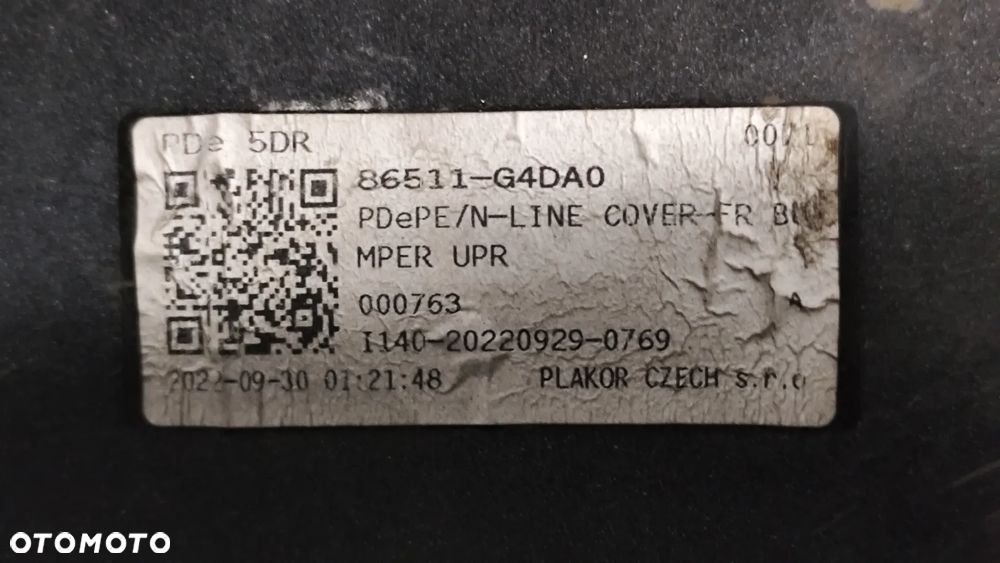 PDe 5DR
86511-G4DA0
PDePE/N-LINE COVER-FR BU
MPER UPR
000763
A
I140-20220929-0769
2022-09-30 01:21:48 PLAKOR CZECH s.r.o
OTOMOTO